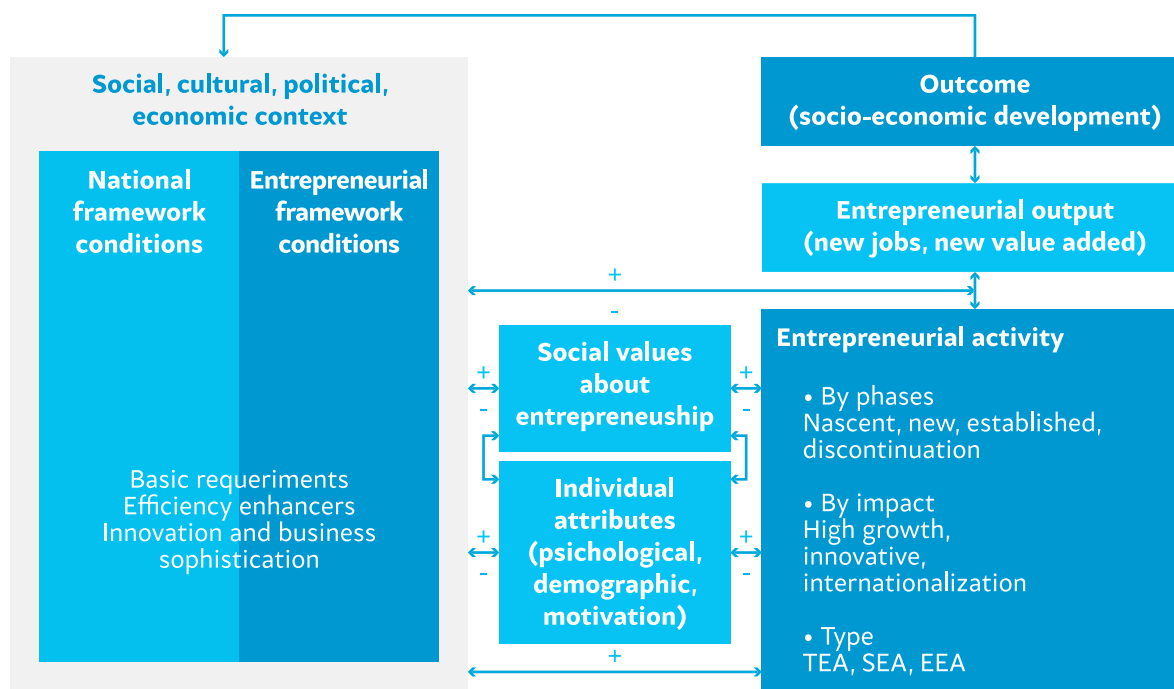 Social, cultural, political,
economic context
National
framework
conditions
Entrepreneurial
framework
conditions
Basic requeriments
Efficiency enhancers
Innovation and business
sophistication
+
-
+
-
Social values
about
entrepreneuship
+
-
+
-
Individual
attributes
(psichological,
demographic,
motivation)
+
-
+
Outcome
(socio-economic development)
Entrepreneurial output
(new jobs, new value added)
Entrepreneurial activity
• By phases
Nascent, new, established,
discontinuation
• By impact
High growth,
innovative,
internationalization
• Type
TEA, SEA, EEA